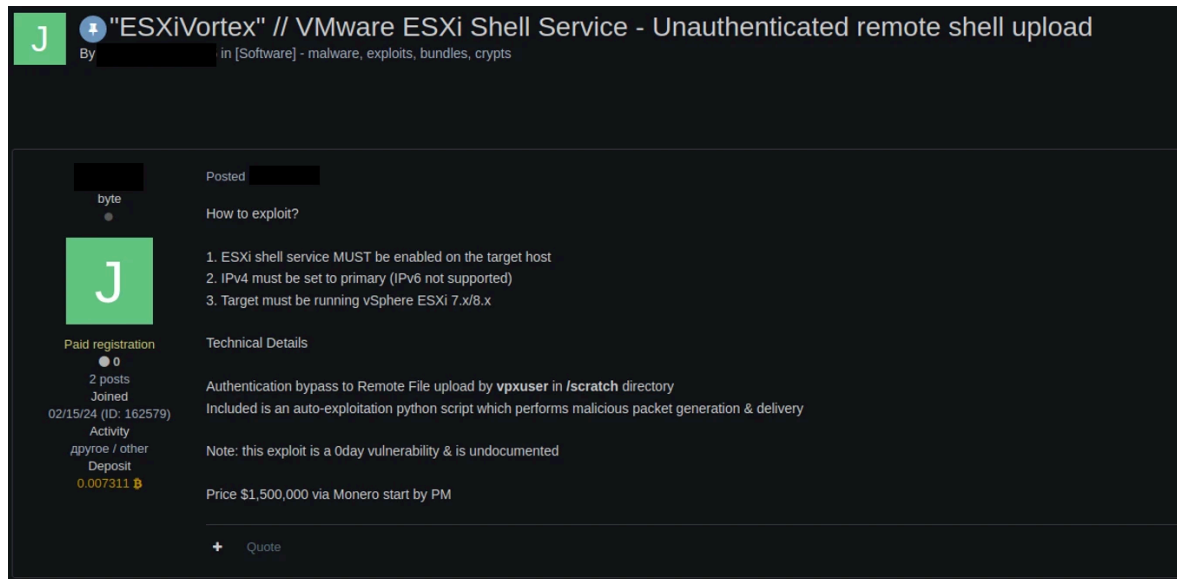 J
"ESXiVortex" // VMware ESXi Shell Service - Unauthenticated remote shell upload
By in [Software] - malware, exploits, bundles, crypts
byte
J
Paid registration
0
2 posts
Joined
02/15/24 (ID: 162579)
Activity
другое / other
Deposit
0.007311 ₿
Posted
How to exploit?
1. ESXi shell service MUST be enabled on the target host
2. IPv4 must be set to primary (IPv6 not supported)
3. Target must be running vSphere ESXi 7.x/8.x
Technical Details
Authentication bypass to Remote File upload by vpxuser in /scratch directory
Included is an auto-exploitation python script which performs malicious packet generation & delivery
Note: this exploit is a 0day vulnerability & is undocumented
Price $1,500,000 via Monero start by PM
+ Quote